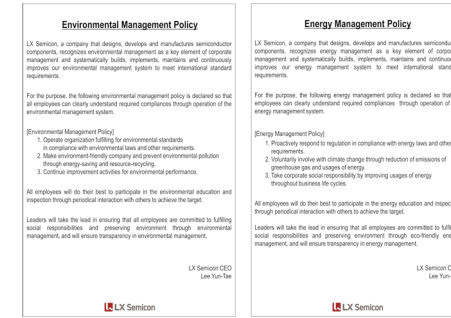 Environmental Management Policy
LX Semicon, a company that designs, develops and manufactures semiconductor
components, recognizes environmental management as a key element of corporate
management and systematically builds, implements, maintains and continuously
improves our environmental management system to meet international standard
requirements.
For the purpose, the following environmental management policy is declared so that
all employees can clearly understand required compliances through operation of the
environmental management system.
[Environmental Management Policy]
1. Operate organization fulfilling for environmental standards
in compliance with environmental laws and other requirements.
2. Make environment-friendly company and prevent environmental pollution
through energy-saving and resource-recycling.
3. Continue improvement activities for environmental performance.
All employees will do their best to participate in the environmental education and
inspection through periodical interaction with others to achieve the target.
Leaders will take the lead in ensuring that all employees are committed to fulfilling
social responsibilities and preserving environment through environmental
management, and will ensure transparency in environmental management.
LX Semicon CEO
Lee Yun-Tae
LX Semicon
Energy Management Policy
LX Semicon, a company that designs, develops and manufactures semicondu
components, recognizes energy management as a key element of corpo
management and systematically builds, implements, maintains and continuo
improves our energy management system to meet international stand
requirements.
For the purpose, the following energy management policy is declared so that
employees can clearly understand required compliances through operation of
energy management system.
[Energy Management Policy]
1. Proactively respond to regulation in compliance with energy laws and other
requirements.
2. Voluntarily involve with climate change through reduction of emissions of
greenhouse gas and usages of energy.
3. Take corporate social responsibility by improving usages of energy
throughout business life cycles.
All employees will do their best to participate in the energy education and inspec
through periodical interaction with others to achieve the target.
Leaders will take the lead in ensuring that all employees are committed to fulfil
social responsibilities and preserving environment through eco-friendly ene
management, and will ensure transparency in energy management.
LX Semicon C
Lee Yun-
LX Semicon